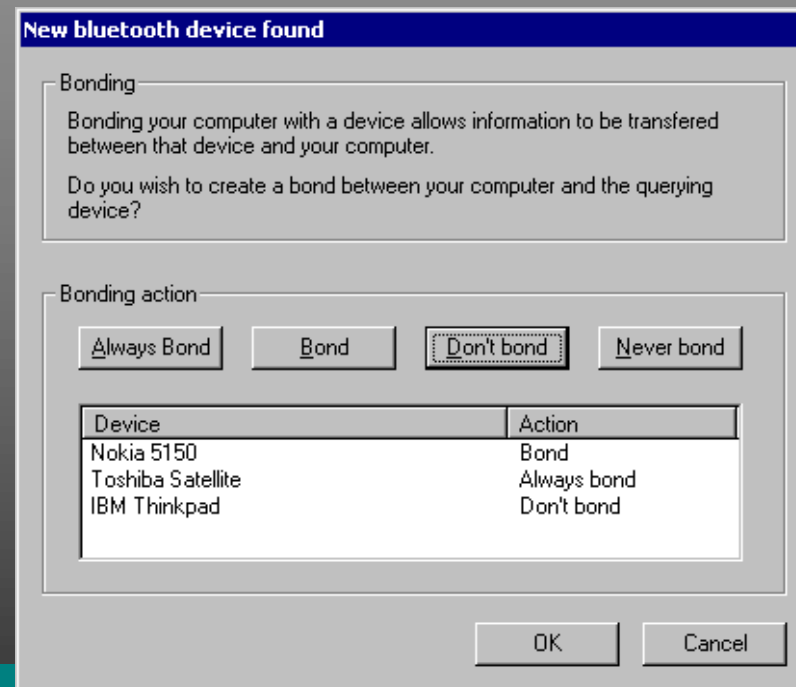 New bluetooth device found
Bonding
Bonding your computer with a device allows information to be transfered
between that device and your computer.
Do you wish to create a bond between your computer and the querying
device?
Bonding action
Always Bond Bond Don't bond Never bond
Device Action
Nokia 5150 Bond
Toshiba Satellite Always bond
IBM Thinkpad Don't bond
OK Cancel